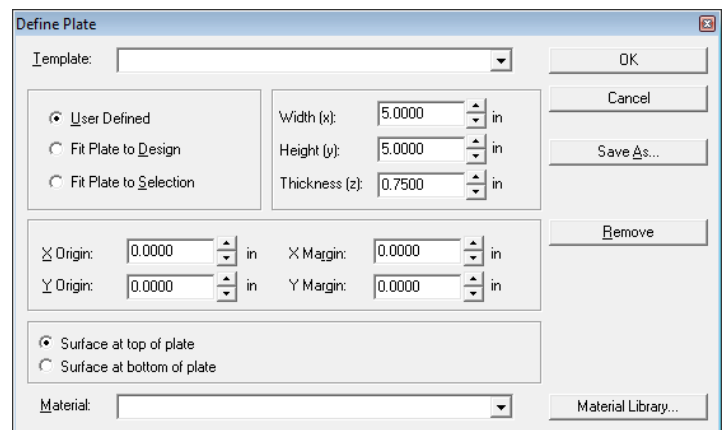 Define Plate
Template:
OK
Cancel
User Defined
Width (x): 5.0000 in
Fit Plate to Design
Height (y): 5.0000 in
Save As...
Fit Plate to Selection
Thickness (z): 0.7500 in
Remove
X Origin: 0.0000 in X Margin: 0.0000 in
Y Origin: 0.0000 in Y Margin: 0.0000 in
Surface at top of plate
Surface at bottom of plate
Material:
Material Library...